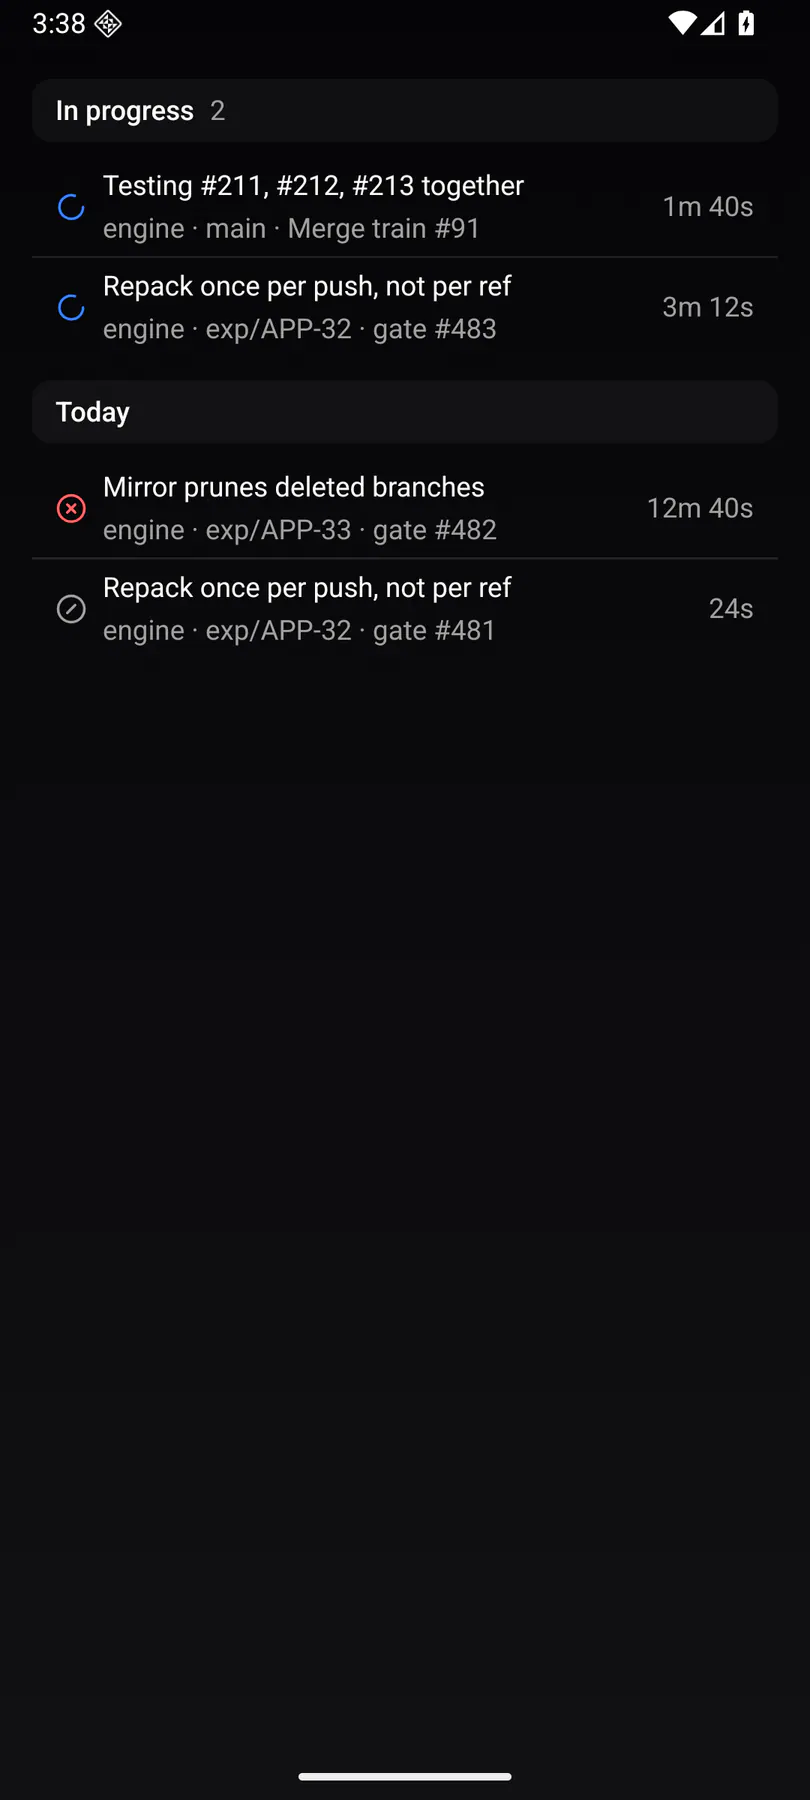 3:38
In progress 2
Testing #211, #212, #213 together
engine · main · Merge train #91
1m 40s
Repack once per push, not per ref
engine · exp/APP-32 · gate #483
3m 12s
Today
Mirror prunes deleted branches
engine · exp/APP-33 · gate #482
12m 40s
Repack once per push, not per ref
engine · exp/APP-32 · gate #481
24s